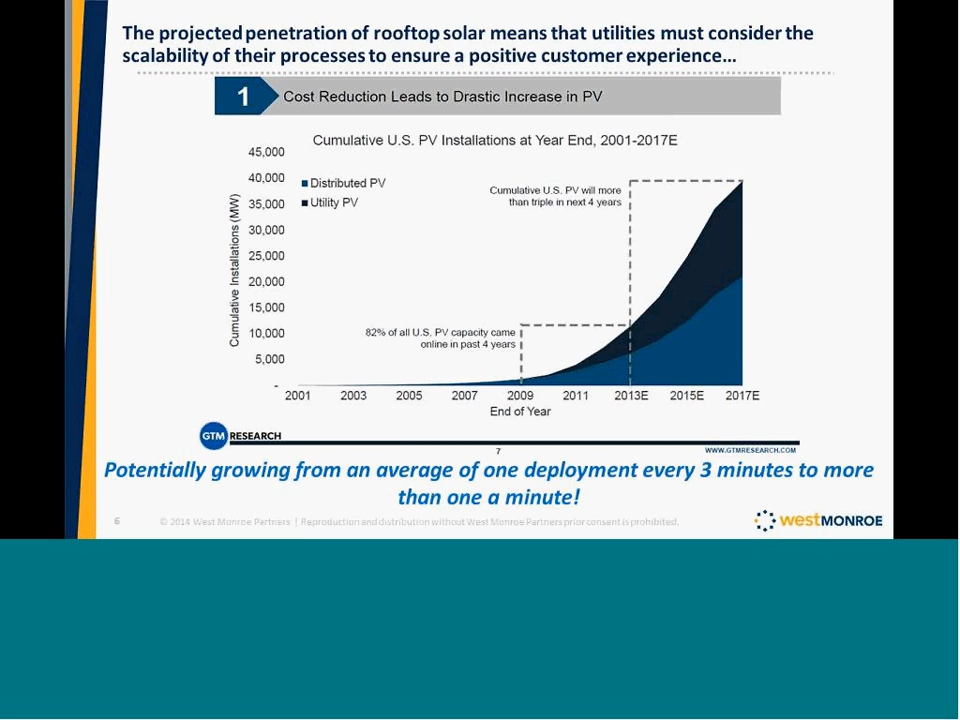 The projected penetration of rooftop solar means that utilities must consider the
scalability of their processes to ensure a positive customer experience…
1 Cost Reduction Leads to Drastic Increase in PV
Cumulative U.S. PV Installations at Year End, 2001-2017E
Cumulative Installations (MW)
45,000
40,000
35,000
30,000
25,000
20,000
15,000
10,000
5,000
-
Distributed PV
Utility PV
Cumulative U.S. PV will more
than triple in next 4 years
82% of all U.S. PV capacity came
online in past 4 years
2001 2003 2005 2007 2009 2011 2013E 2015E 2017E
End of Year
GTM RESEARCH
7
WWW.GTMRESEARCH.COM
Potentially growing from an average of one deployment every 3 minutes to more
than one a minute!
6 © 2014 West Monroe Partners | Reproduction and distribution without West Monroe Partners prior consent is prohibited.
westMONROE